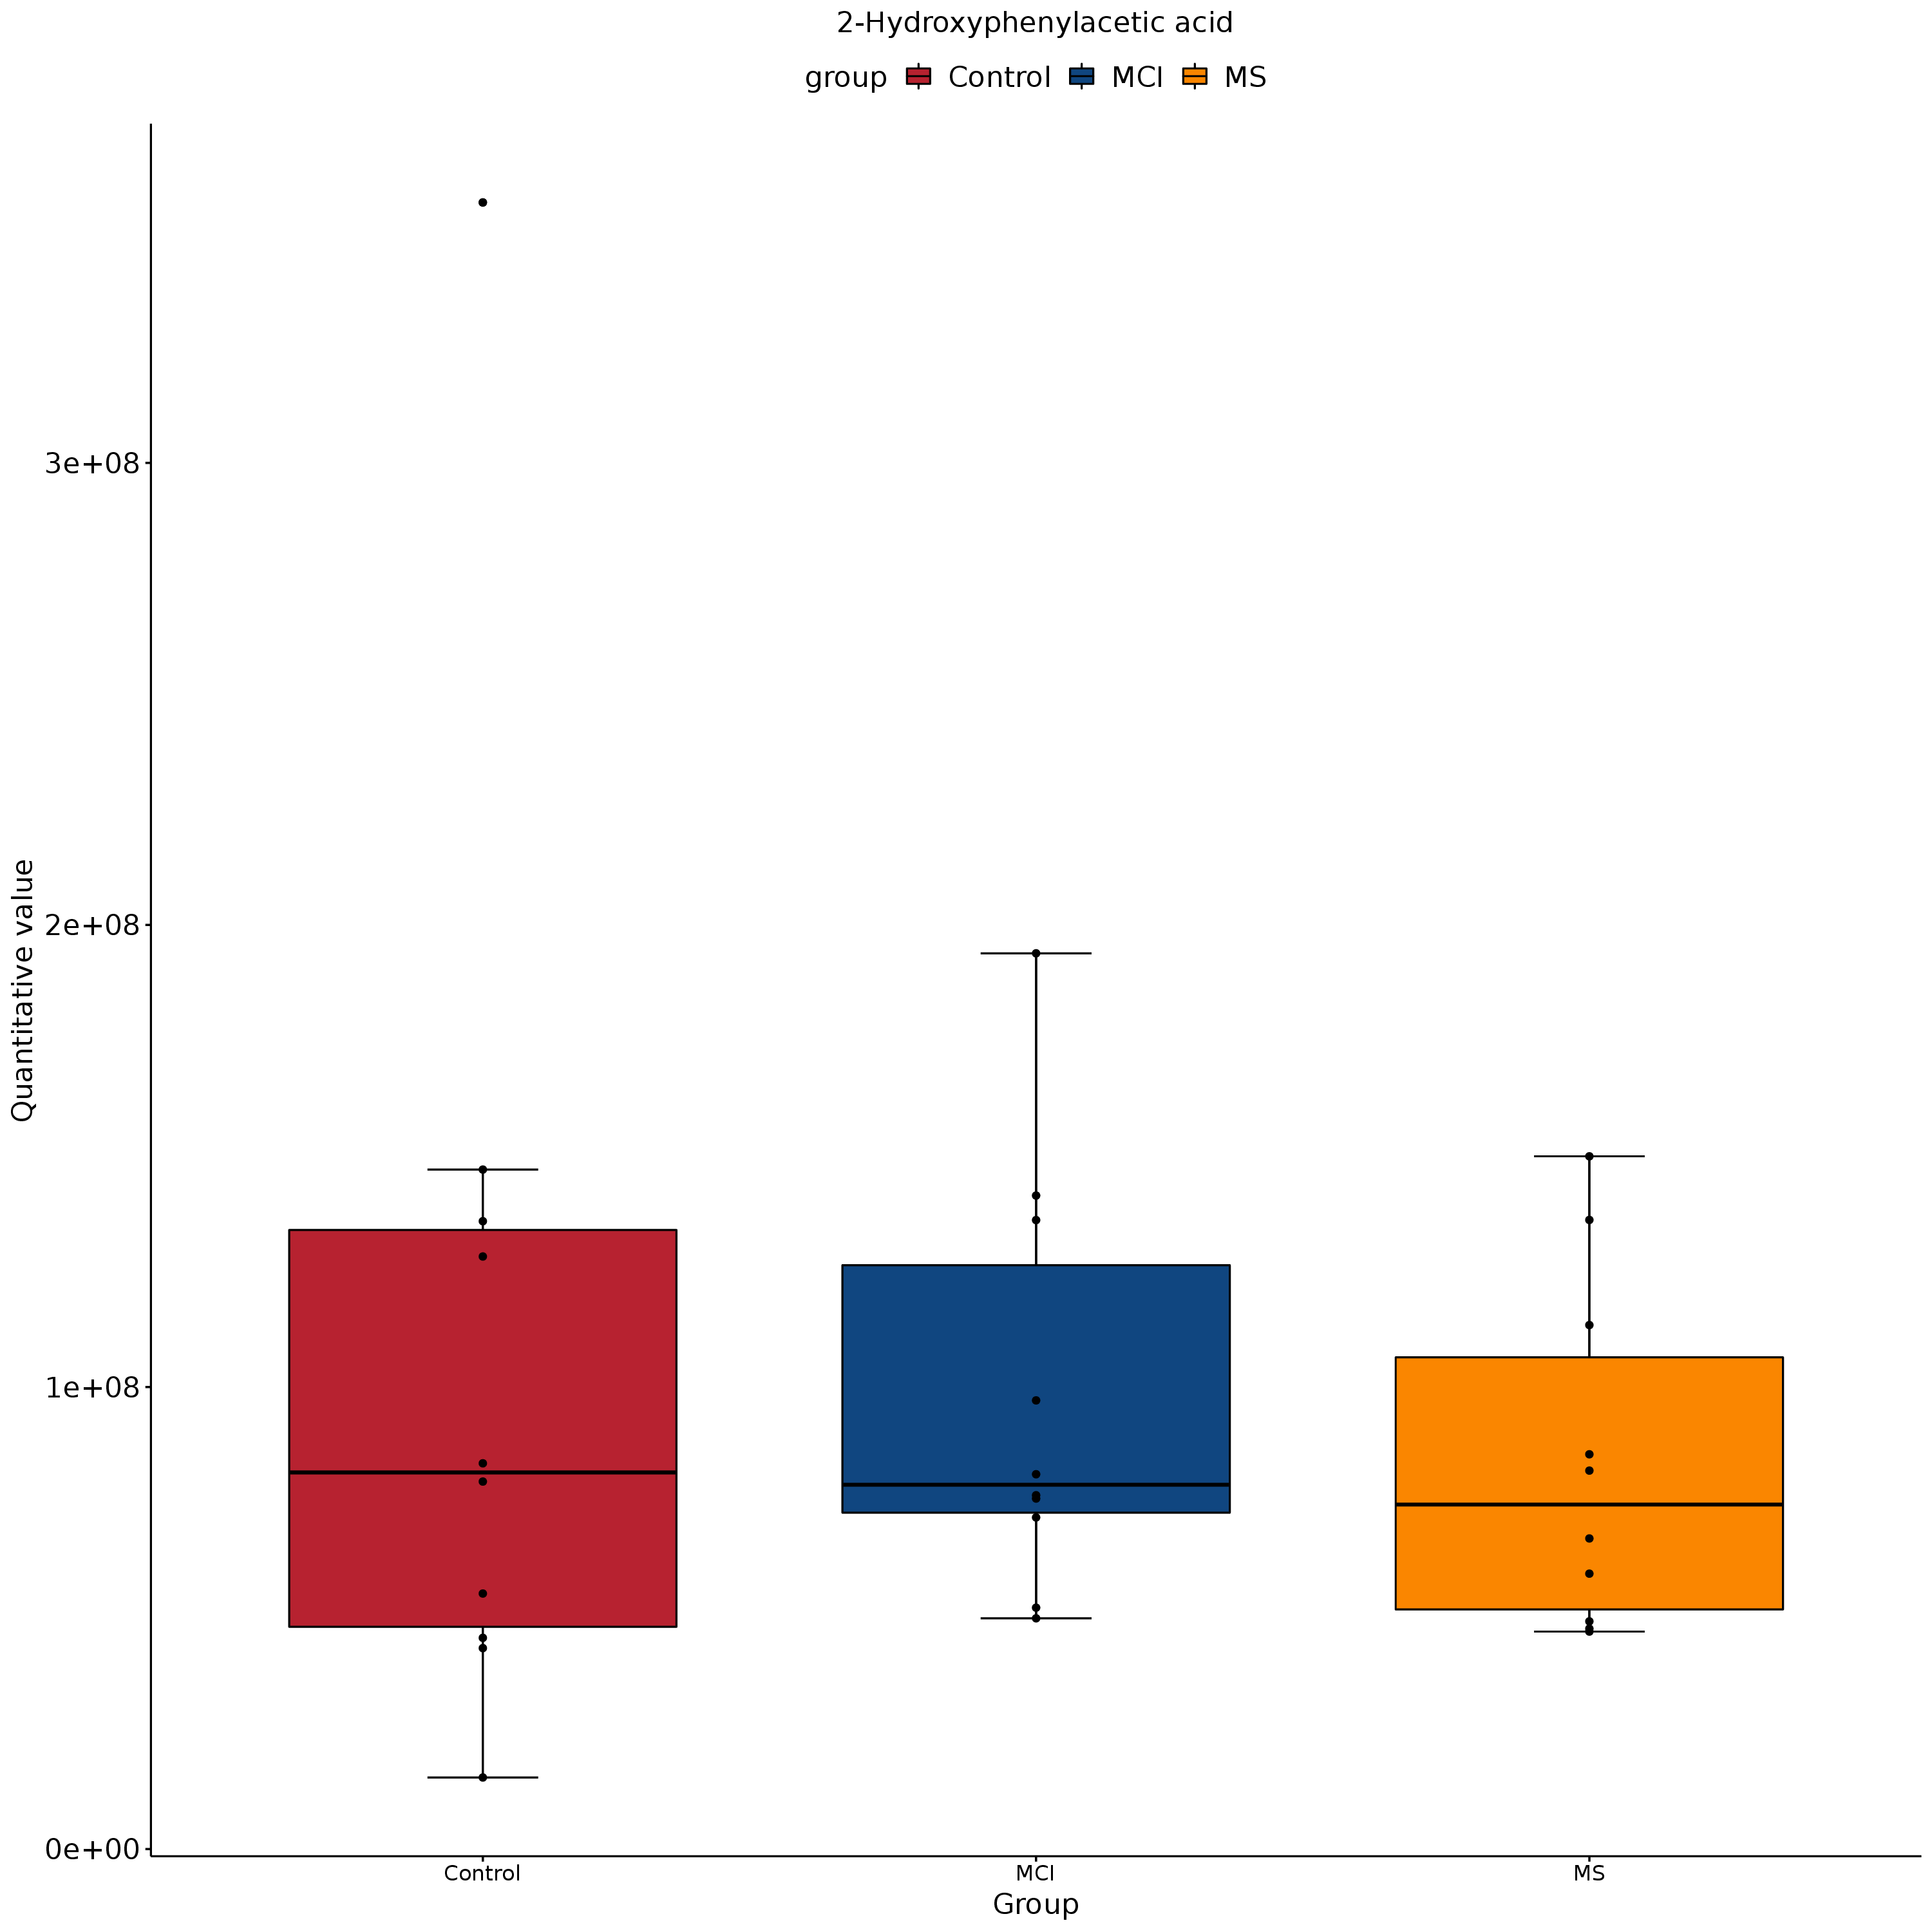 2-Hydroxyphenylacetic acid
group Control MCI MS
Quantitative value
3e+08
2e+08
1e+08
0e+00
Control MCI MS
Group